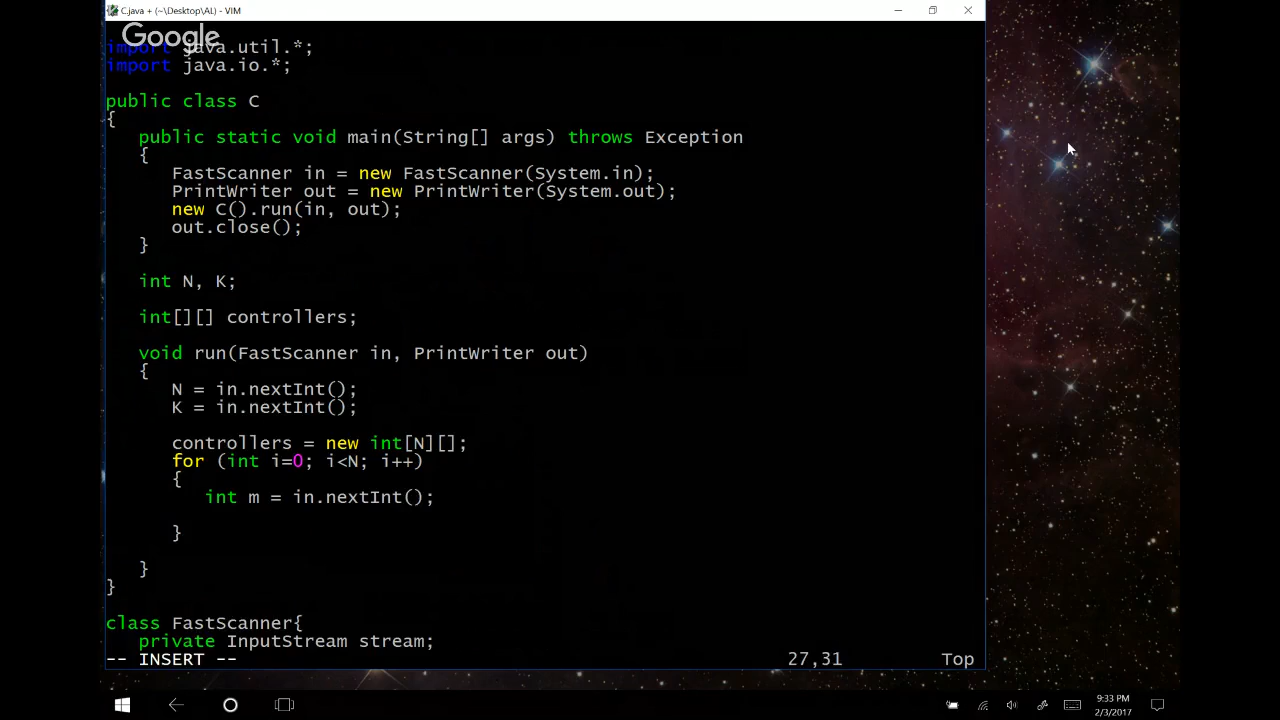 C.java + (~\Desktop\AL) - VIM
Google
import java.util.*;
import java.io.*;
public class C
{
public static void main(String[] args) throws Exception
{
FastScanner in = new FastScanner(System.in);
PrintWriter out = new PrintWriter(System.out);
new C().run(in, out);
out.close();
}
int N, K;
int[][] controllers;
void run(FastScanner in, PrintWriter out)
{
N = in.nextInt();
K = in.nextInt();
controllers = new int[N][];
for (int i=0; i<N; i++)
{
int m = in.nextInt();
}
}
}
class FastScanner{
private InputStream stream;
-- INSERT -- 27,31 Top
9:33 PM
2/3/2017